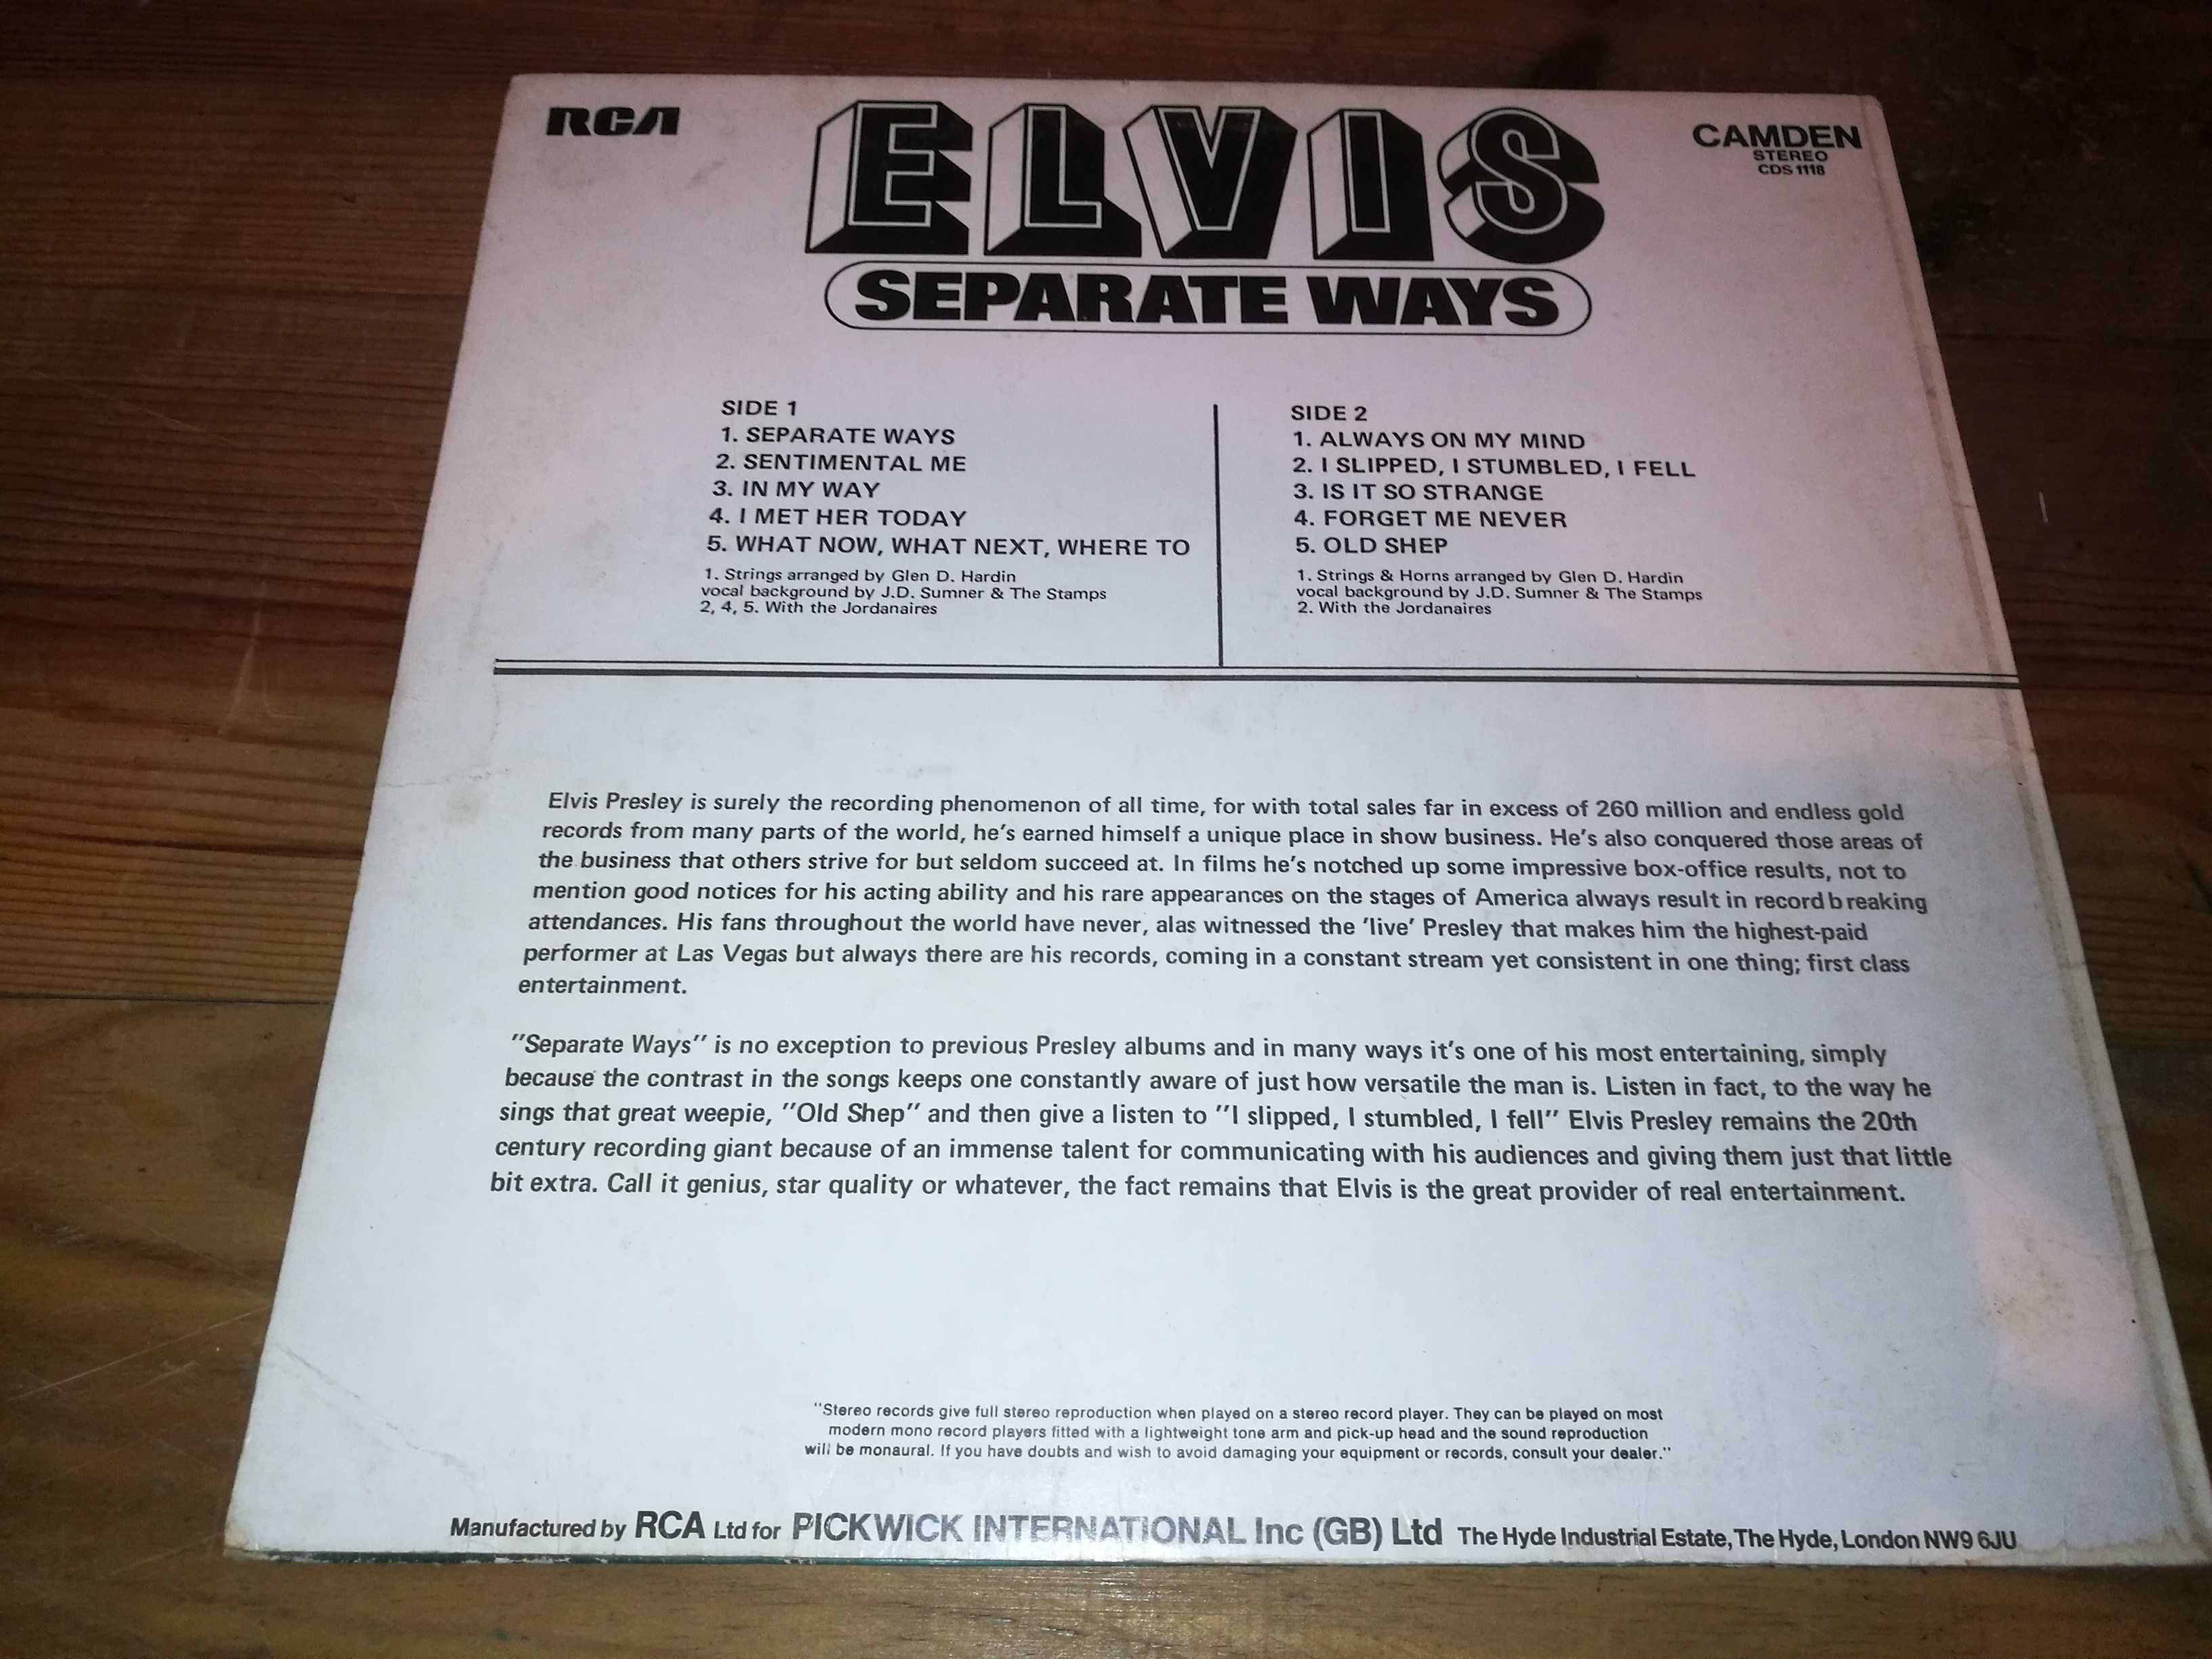 RCA
ELVIS
CAMDEN
STEREO
CDS 1118
SEPARATE WAYS
SIDE 1
1. SEPARATE WAYS
2. SENTIMENTAL ME
3. IN MY WAY
4. I MET HER TODAY
5. WHAT NOW, WHAT NEXT, WHERE TO
1. Strings arranged by Glen D. Hardin
vocal background by J.D. Sumner & The Stamps
2, 4, 5. With the Jordanaires
SIDE 2
1. ALWAYS ON MY MIND
2. I SLIPPED, I STUMBLED, I FELL
3. IS IT SO STRANGE
4. FORGET ME NEVER
5. OLD SHEP
1. Strings & Horns arranged by Glen D. Hardin
vocal background by J.D. Sumner & The Stamps
2. With the Jordanaires
Elvis Presley is surely the recording phenomenon of all time, for with total sales far in excess of 260 million and endless gold
records from many parts of the world, he's earned himself a unique place in show business. He's also conquered those areas of
the business that others strive for but seldom succeed at. In films he's notched up some impressive box-office results, not to
mention good notices for his acting ability and his rare appearances on the stages of America always result in record b reaking
attendances. His fans throughout the world have never, alas witnessed the 'live' Presley that makes him the highest-paid
performer at Las Vegas but always there are his records, coming in a constant stream yet consistent in one thing; first class
entertainment.
"Separate Ways" is no exception to previous Presley albums and in many ways it's one of his most entertaining, simply
because the contrast in the songs keeps one constantly aware of just how versatile the man is. Listen in fact, to the way he
sings that great weepie, "Old Shep" and then give a listen to "I slipped, I stumbled, I fell" Elvis Presley remains the 20th
century recording giant because of an immense talent for communicating with his audiences and giving them just that little
bit extra. Call it genius, star quality or whatever, the fact remains that Elvis is the great provider of real entertainment.
"Stereo records give full stereo reproduction when played on a stereo record player. They can be played on most
modern mono record players fitted with a lightweight tone arm and pick-up head and the sound reproduction
will be monaural. If you have doubts and wish to avoid damaging your equipment or records, consult your dealer."
Manufactured by RCA Ltd for PICKWICK INTERNATIONAL Inc (GB) Ltd The Hyde Industrial Estate, The Hyde, London NW9 6JU